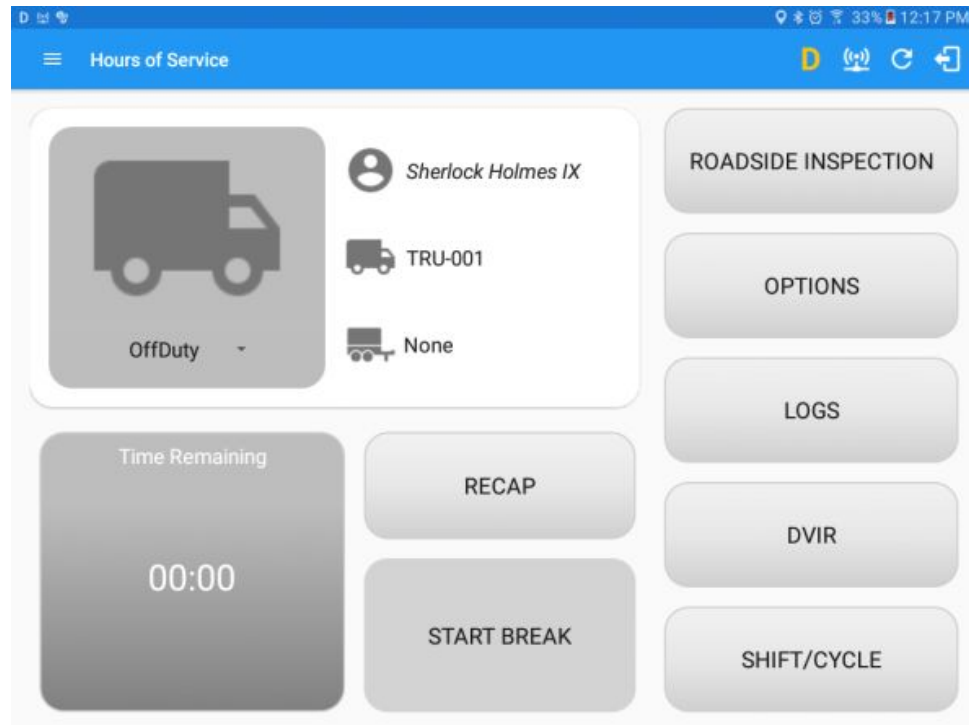 D
33% 12:17 PM
Hours of Service
D
Sherlock Holmes IX
TRU-001
None
OffDuty
ROADSIDE INSPECTION
OPTIONS
LOGS
DVIR
SHIFT/CYCLE
Time Remaining
00:00
RECAP
START BREAK